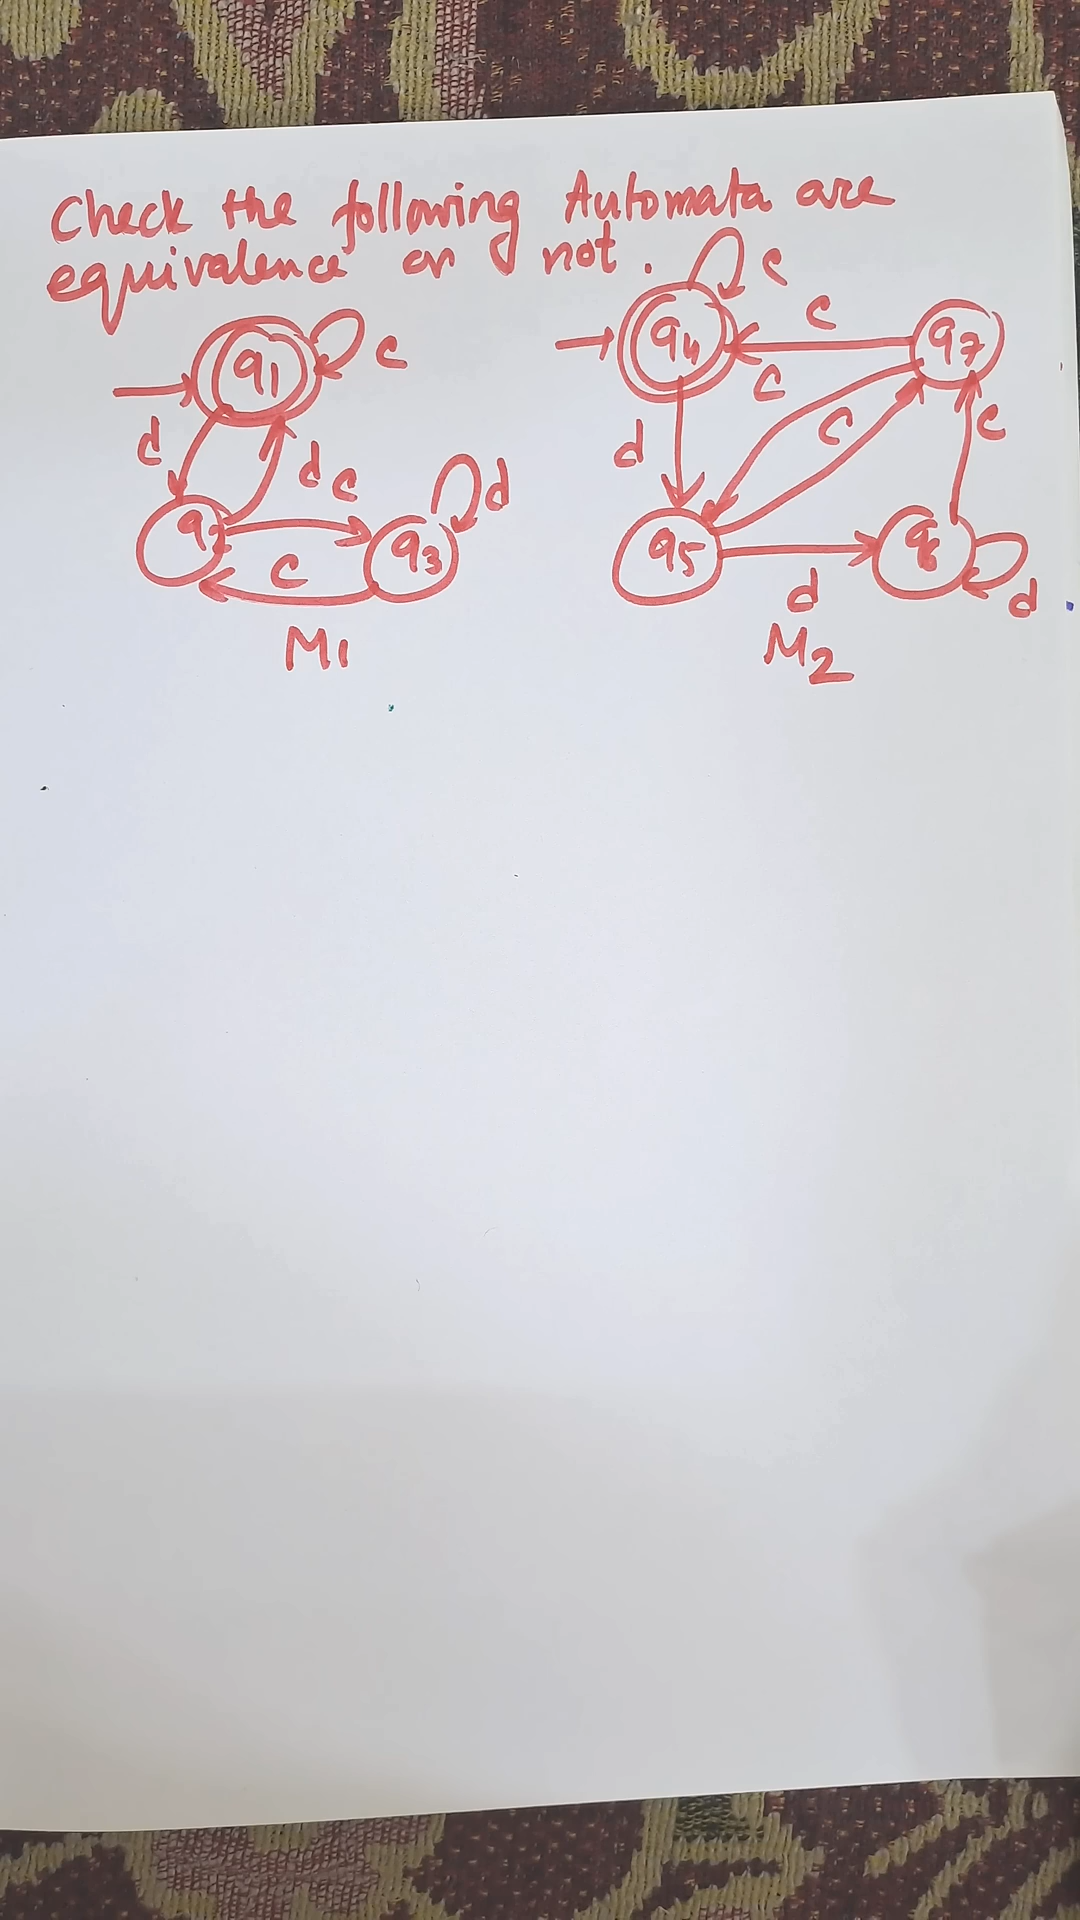 Check the following Automata are
equivalence or not.
q1 c
d d
q2 c q3 d
c
M1
q4 c
c q7
c
d c c
q5 d q6 d
M2